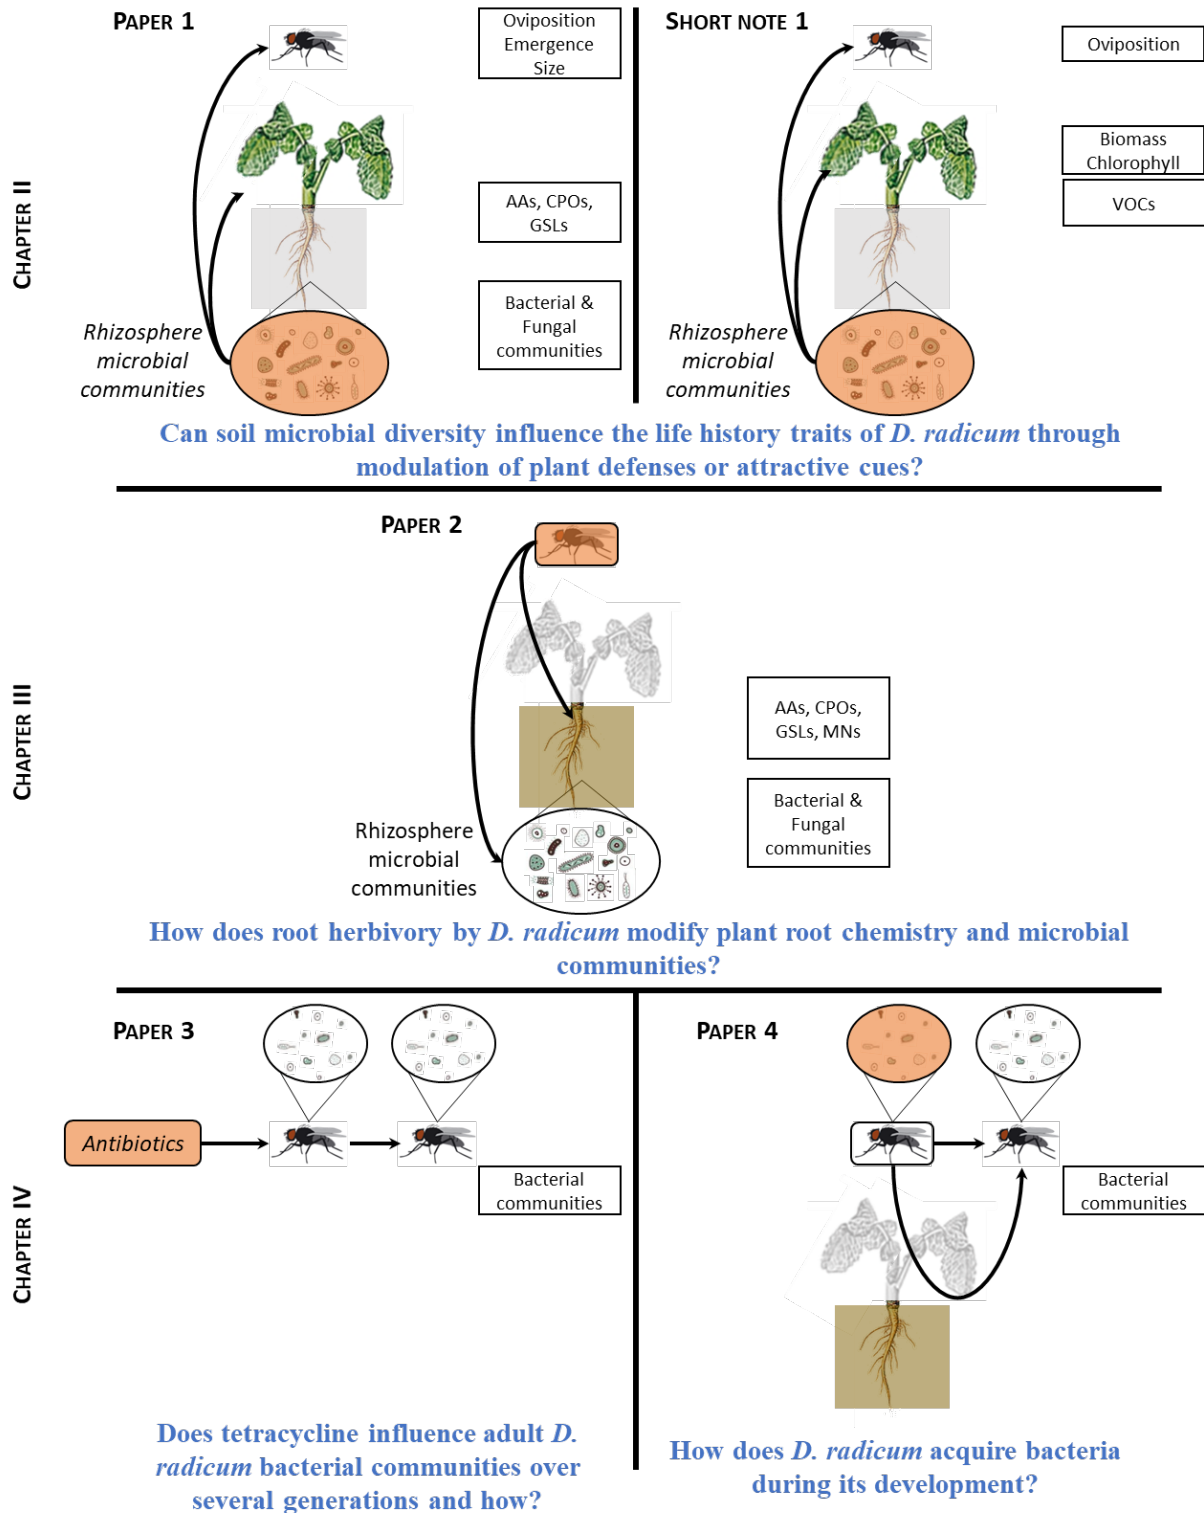 CHAPTER II
PAPER 1
Oviposition
Emergence
Size
AAs, CPOs,
GSLs
Bacterial &
Fungal
communities
Rhizosphere
microbial
communities
SHORT NOTE 1
Oviposition
Biomass
Chlorophyll
VOCs
Rhizosphere
microbial
communities
Can soil microbial diversity influence the life history traits of D. radicum through
modulation of plant defenses or attractive cues?
CHAPTER III
PAPER 2
AAs, CPOs,
GSLs, MNs
Bacterial &
Fungal
communities
Rhizosphere
microbial
communities
How does root herbivory by D. radicum modify plant root chemistry and microbial
communities?
CHAPTER IV
PAPER 3
Antibiotics
Bacterial
communities
Does tetracycline influence adult D.
radicum bacterial communities over
several generations and how?
PAPER 4
Bacterial
communities
How does D. radicum acquire bacteria
during its development?